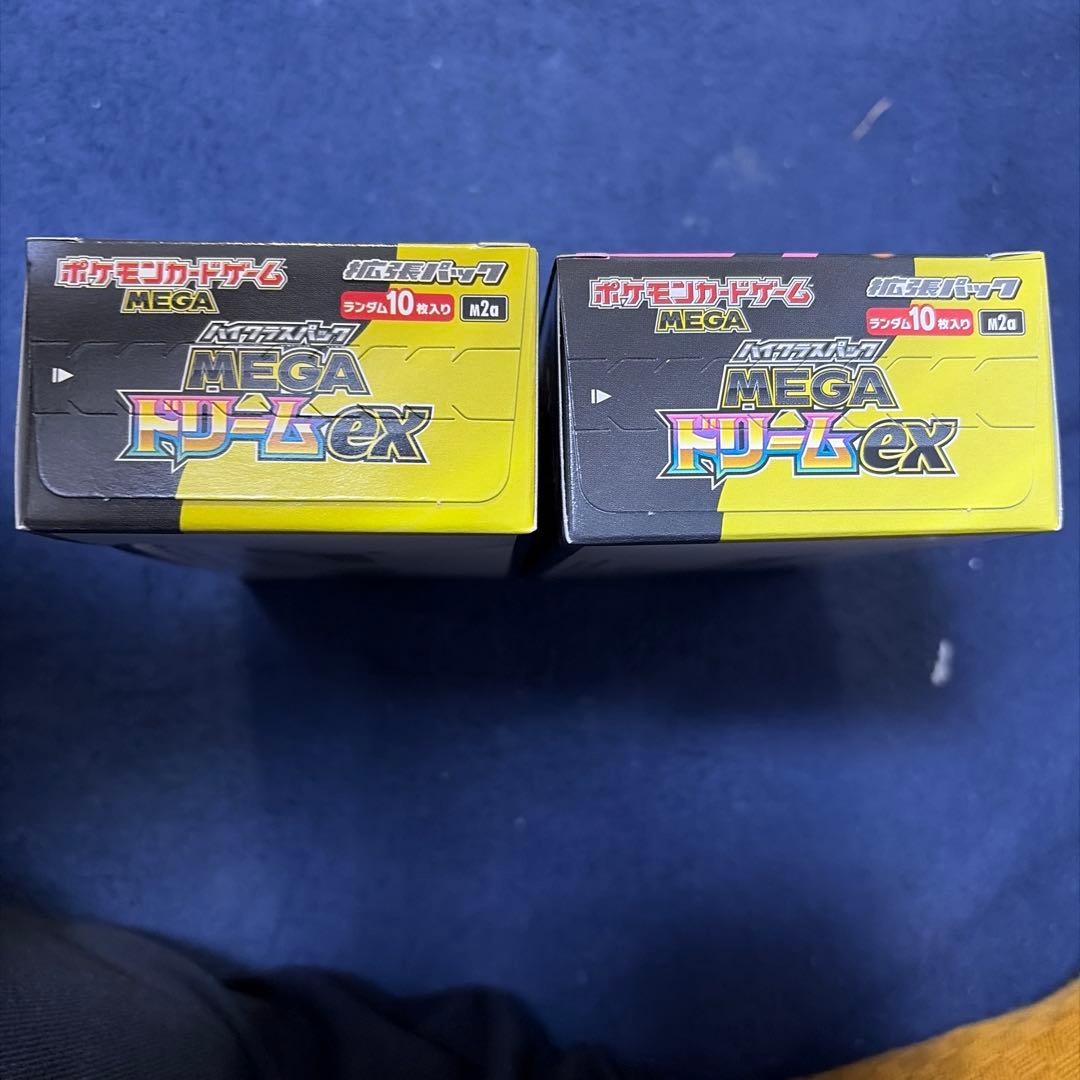 ポケモンカードゲーム
MEGA
拡張パック
ランダム10枚入り M2a
ハイクラスパック
MEGA
ドリームex
ポケモンカードゲーム
MEGA
拡張パック
ランダム10枚入り M2a
ハイクラスパック
MEGA
ドリームex